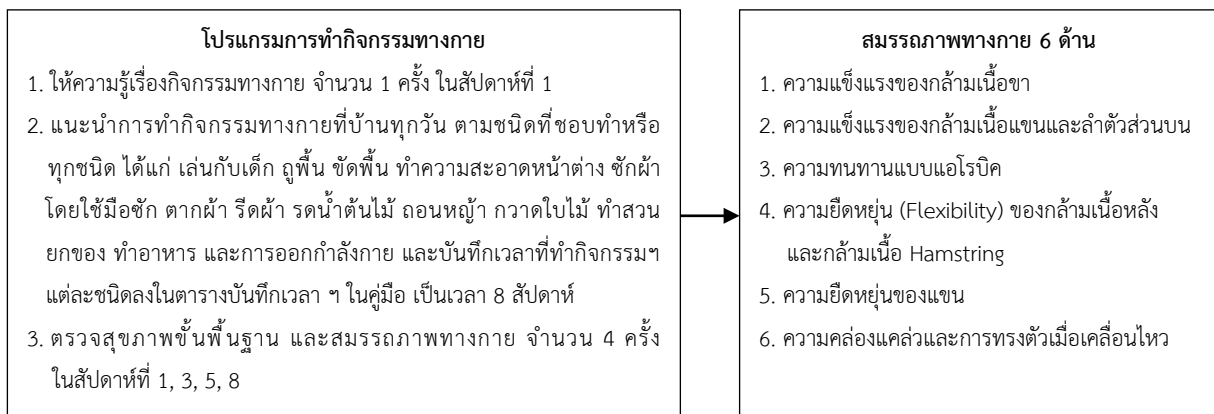 โปรแกรมการทำกิจกรรมทางกาย
1. ให้ความรู้เรื่องกิจกรรมทางกาย จำนวน 1 ครั้ง ในสัปดาห์ที่ 1
2. แนะนำการทำกิจกรรมทางกายที่บ้านทุกวัน ตามชนิดที่ชอบทำหรือ
ทุกชนิด ได้แก่ เล่นกับเด็ก ถูพื้น ขัดพื้น ทำความสะอาดหน้าต่าง ซักผ้า
โดยใช้มือซัก ตากผ้า รีดผ้า รดน้ำต้นไม้ ถอนหญ้า กวาดใบไม้ ทำสวน
ยกของ ทำอาหาร และการออกกำลังกาย และบันทึกเวลาที่ทำกิจกรรมฯ
แต่ละชนิดลงในตารางบันทึกเวลา ฯ ในคู่มือ เป็นเวลา 8 สัปดาห์
3. ตรวจสุขภาพขั้นพื้นฐาน และสมรรถภาพทางกาย จำนวน 4 ครั้ง
ในสัปดาห์ที่ 1, 3, 5, 8
สมรรถภาพทางกาย 6 ด้าน
1. ความแข็งแรงของกล้ามเนื้อขา
2. ความแข็งแรงของกล้ามเนื้อแขนและลำตัวส่วนบน
3. ความทนทานแบบแอโรบิค
4. ความยืดหยุ่น (Flexibility) ของกล้ามเนื้อหลัง
และกล้ามเนื้อ Hamstring
5. ความยืดหยุ่นของแขน
6. ความคล่องแคล่วและการทรงตัวเมื่อเคลื่อนไหว